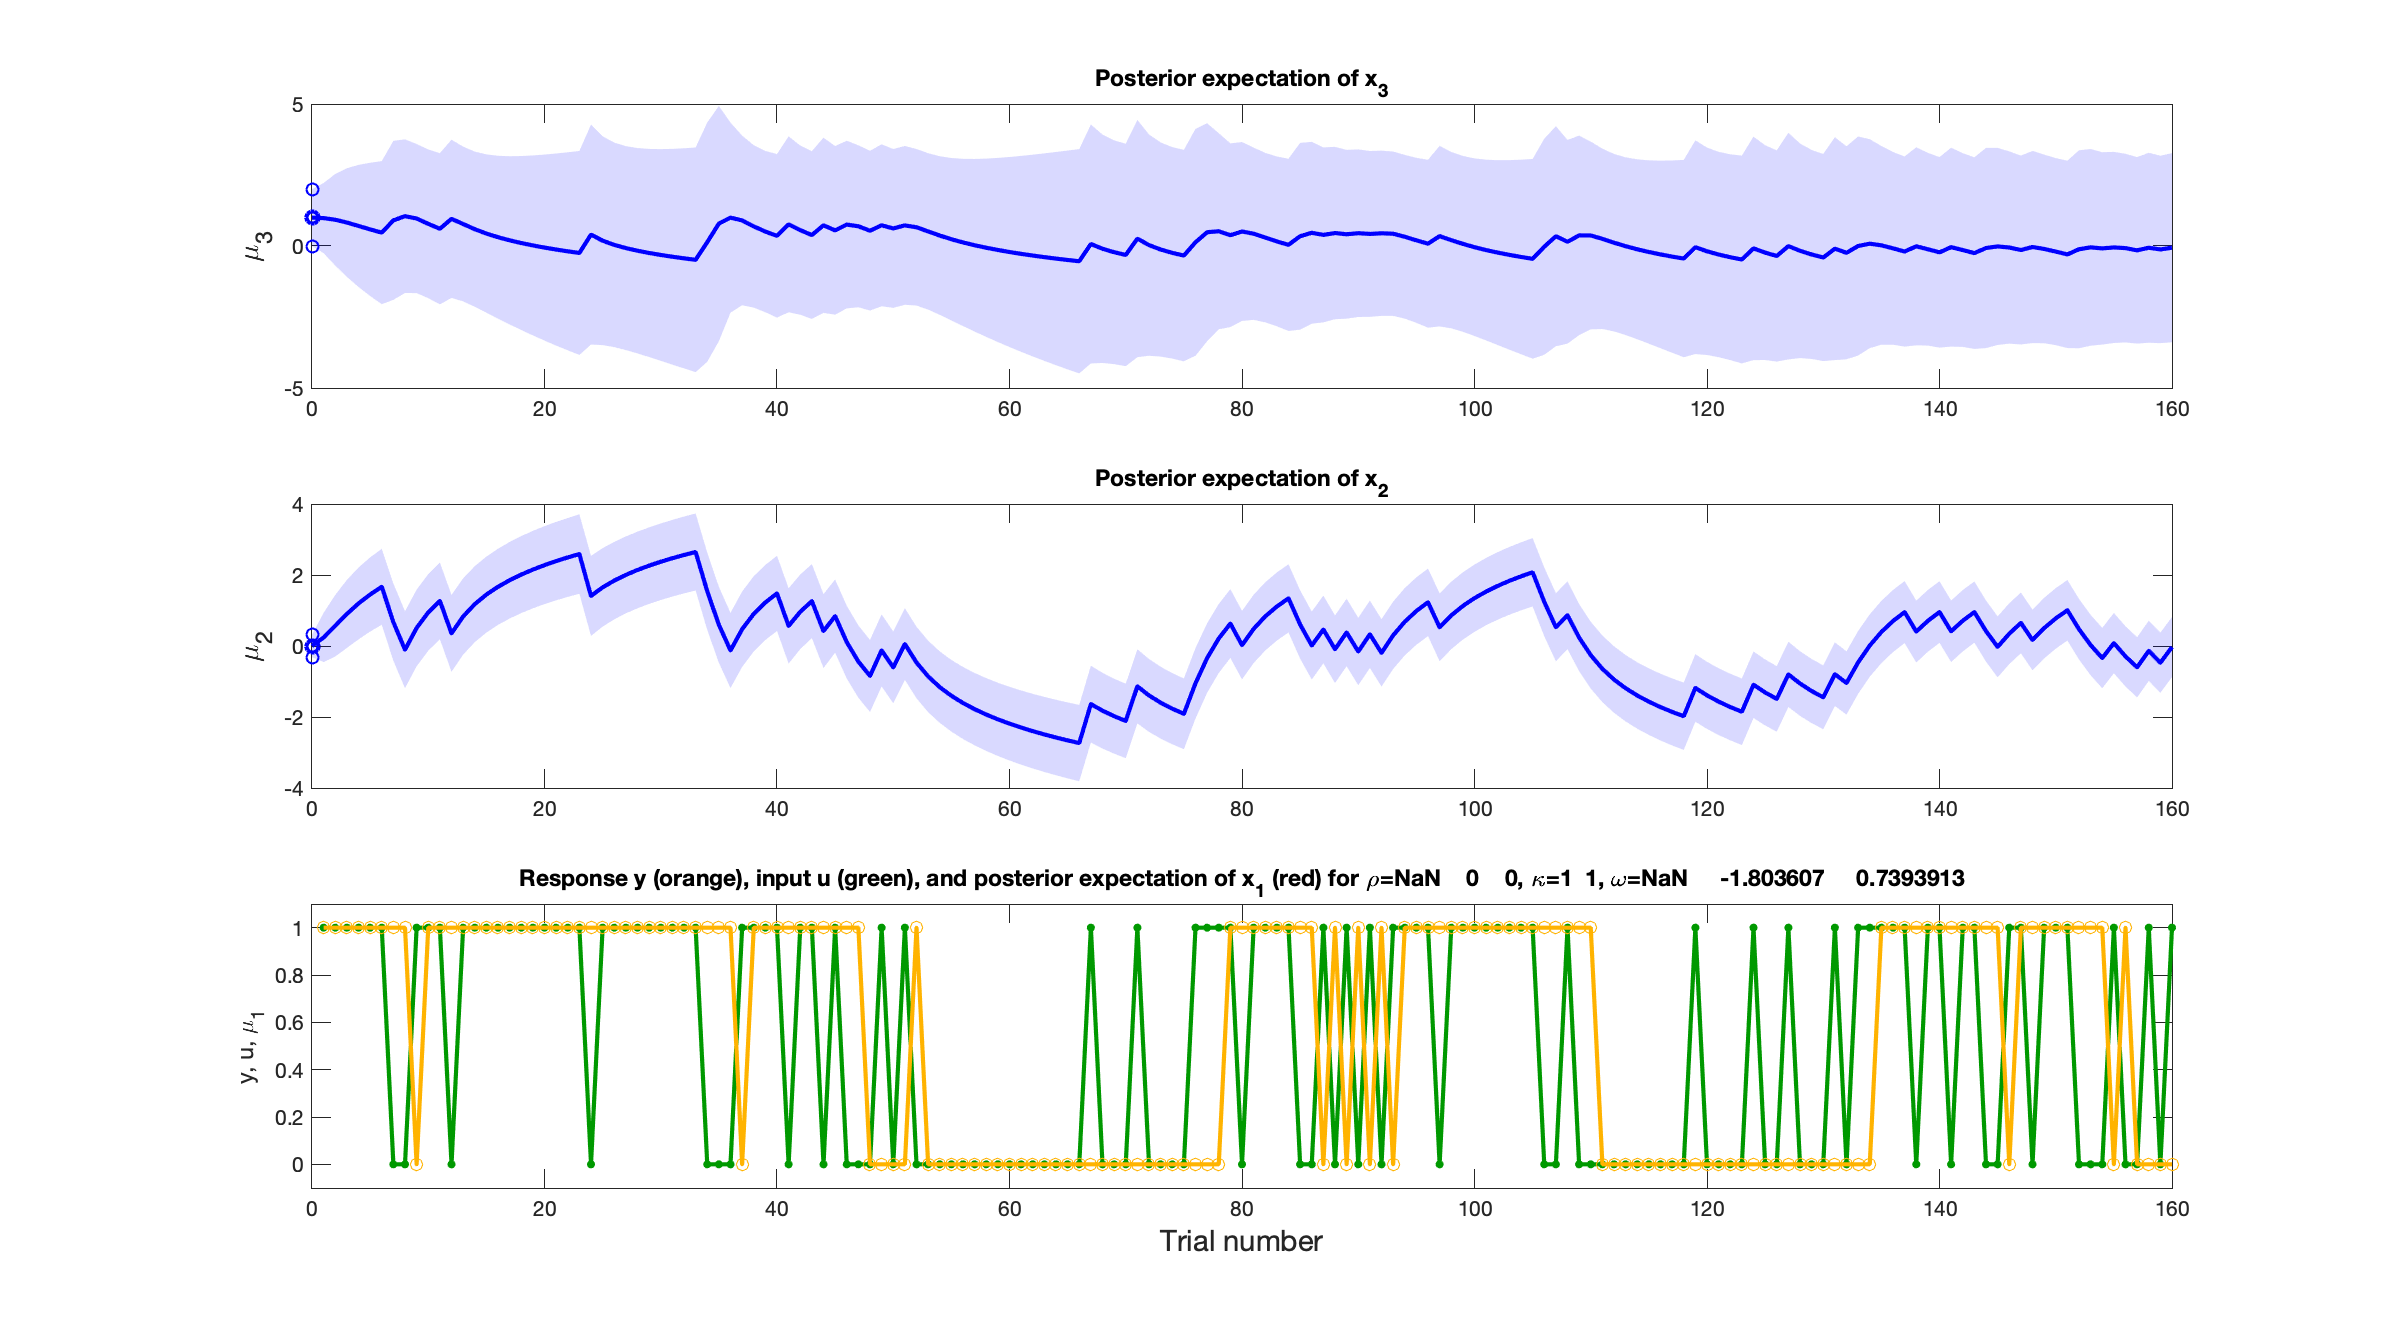 Posterior expectation of x3
5
0
-5
μ3
0 20 40 60 80 100 120 140 160
Posterior expectation of x2
4
2
0
-2
-4
μ2
0 20 40 60 80 100 120 140 160
Response y (orange), input u (green), and posterior expectation of x1 (red) for ρ=NaN 0 0, κ=1 1, ω=NaN -1.803607 0.7393913
1
0.8
0.6
0.4
0.2
0
y, u, μ1
0 20 40 60 80 100 120 140 160
Trial number